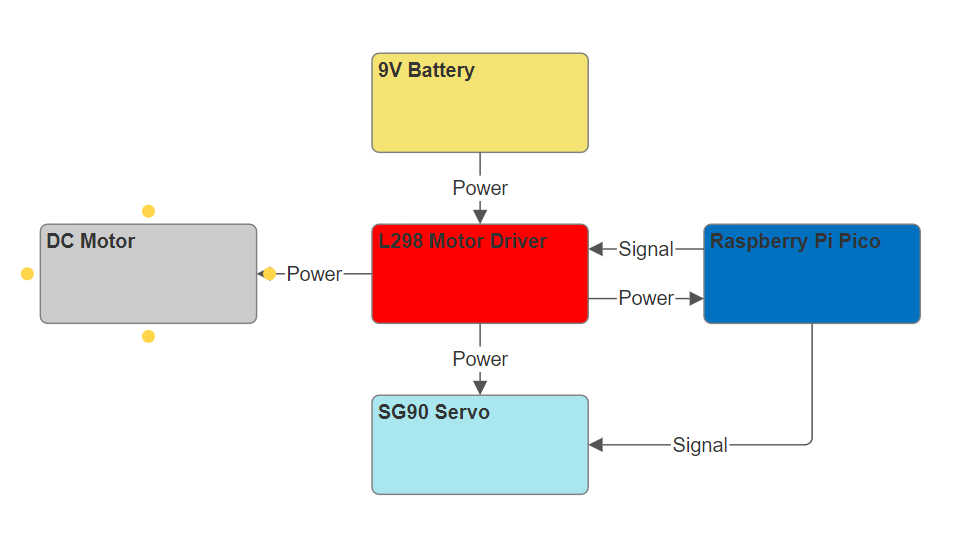 9V Battery
Power
DC Motor
Power
L298 Motor Driver
Signal
Power
Raspberry Pi Pico
Power
SG90 Servo
Signal